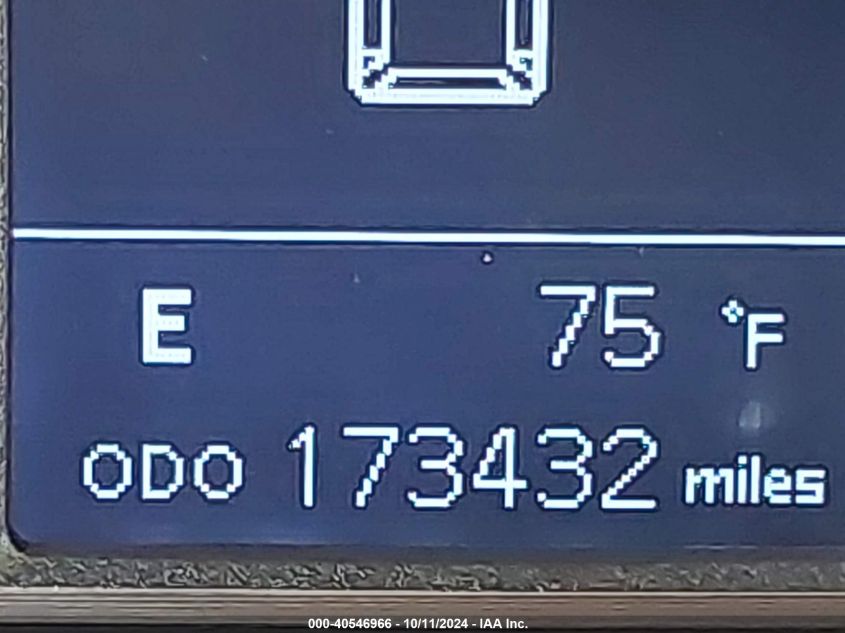 E 75 °F
ODO 173432 miles
000-40546966 - 10/11/2024 - IAA Inc.